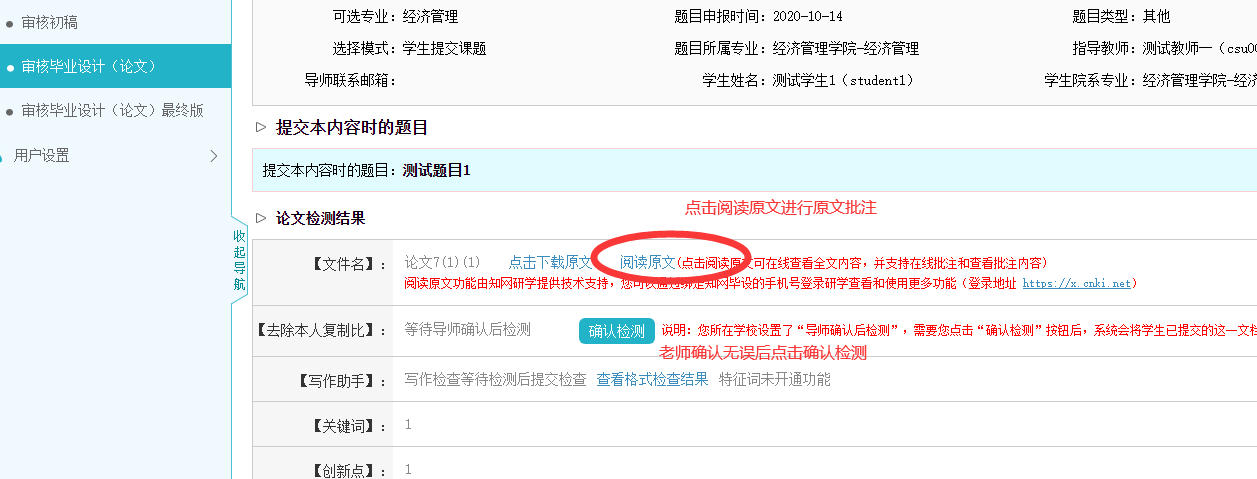 审核初稿
审核毕业设计（论文）
审核毕业设计（论文）最终版
用户设置
收起导航
可选专业：经济管理 题目申报时间：2020-10-14 题目类型：其他
选择模式：学生提交课题 题目所属专业：经济管理学院-经济管理 指导教师：测试教师一（csu00
导师联系邮箱： 学生姓名：测试学生1（student1） 学生院系专业：经济管理学院-经济
提交本内容时的题目
提交本内容时的题目：测试题目1
点击阅读原文进行原文批注
论文检测结果
【文件名】： 论文7(1)(1) 点击下载原文 阅读原文(点击阅读原文可在线查看全文内容，并支持在线批注和查看批注内容)
阅读原文功能由知网研学提供技术支持，您可以通过绑定知网毕设的手机号登录研学查看和使用更多功能（登录地址 https://x.cnki.net）
【去除本人复制比】： 等待导师确认后检测 确认检测 说明：您所在学校设置了“导师确认后检测”，需要您点击“确认检测”按钮后，系统会将学生已提交的这一文档
老师确认无误后点击确认检测
【写作助手】： 写作检查等待检测后提交检查 查看格式检查结果 特征词未开通功能
【关键词】： 1
【创新点】： 1